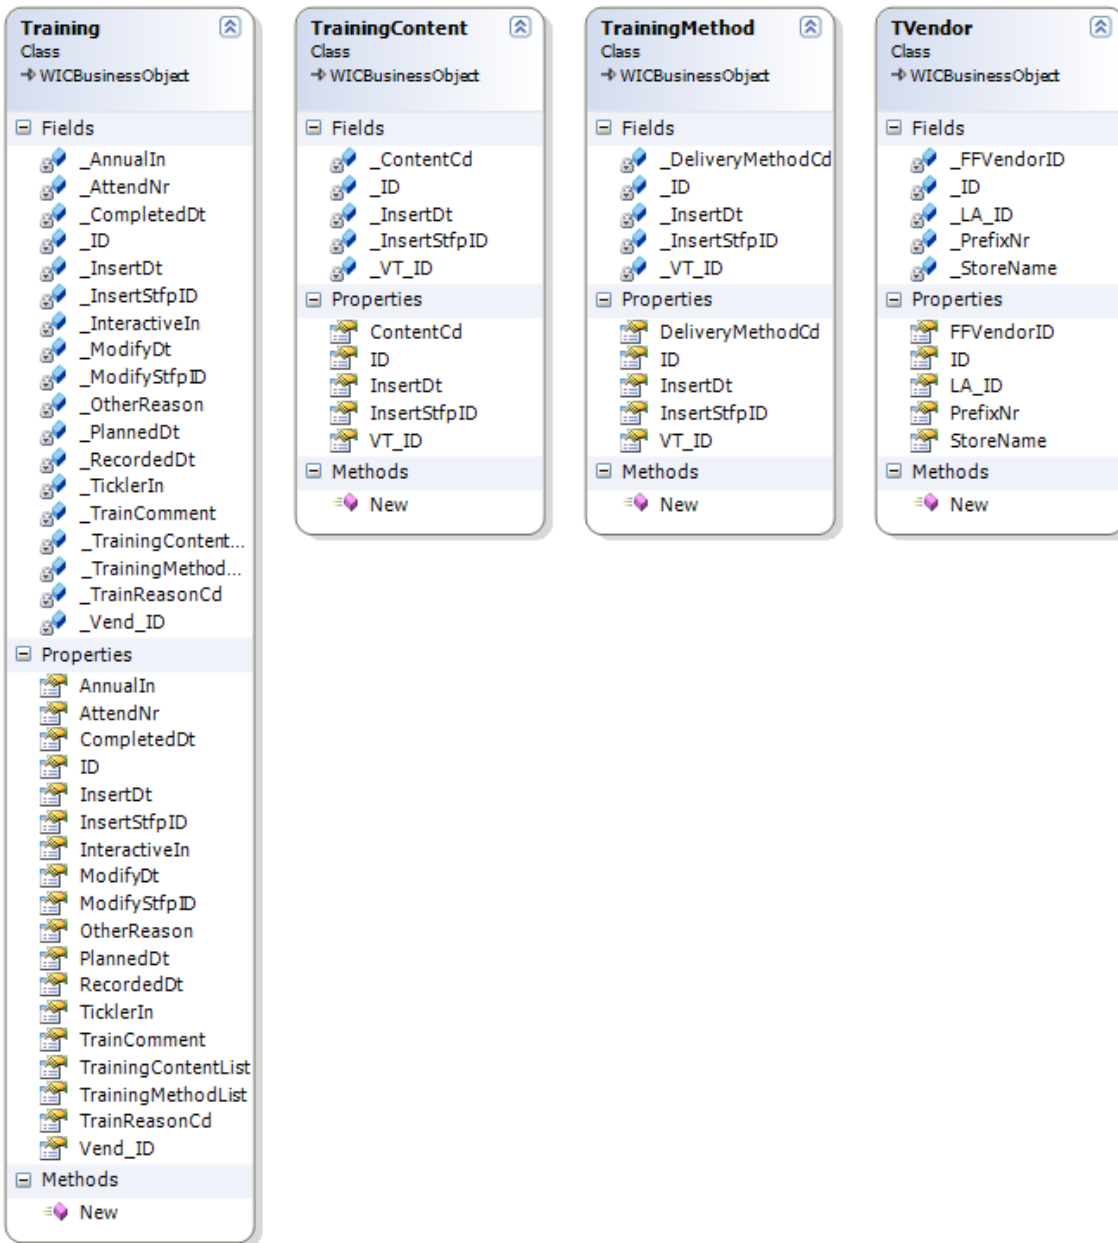 Training
Class
WICBusinessObject
Fields
_AnnualIn
_AttendNr
_CompletedDt
_ID
_InsertDt
_InsertStfpID
_InteractiveIn
_ModifyDt
_ModifyStfpID
_OtherReason
_PlannedDt
_RecordedDt
_TicklerIn
_TrainComment
_TrainingContent...
_TrainingMethod...
_TrainReasonCd
_Vend_ID
Properties
AnnualIn
AttendNr
CompletedDt
ID
InsertDt
InsertStfpID
InteractiveIn
ModifyDt
ModifyStfpID
OtherReason
PlannedDt
RecordedDt
TicklerIn
TrainComment
TrainingContentList
TrainingMethodList
TrainReasonCd
Vend_ID
Methods
New
TrainingContent
Class
WICBusinessObject
Fields
_ContentCd
_ID
_InsertDt
_InsertStfpID
_VT_ID
Properties
ContentCd
ID
InsertDt
InsertStfpID
VT_ID
Methods
New
TrainingMethod
Class
WICBusinessObject
Fields
_DeliveryMethodCd
_ID
_InsertDt
_InsertStfpID
_VT_ID
Properties
DeliveryMethodCd
ID
InsertDt
InsertStfpID
VT_ID
Methods
New
TVendor
Class
WICBusinessObject
Fields
_FFVendorID
_ID
_LA_ID
_PrefixNr
_StoreName
Properties
FFVendorID
ID
LA_ID
PrefixNr
StoreName
Methods
New